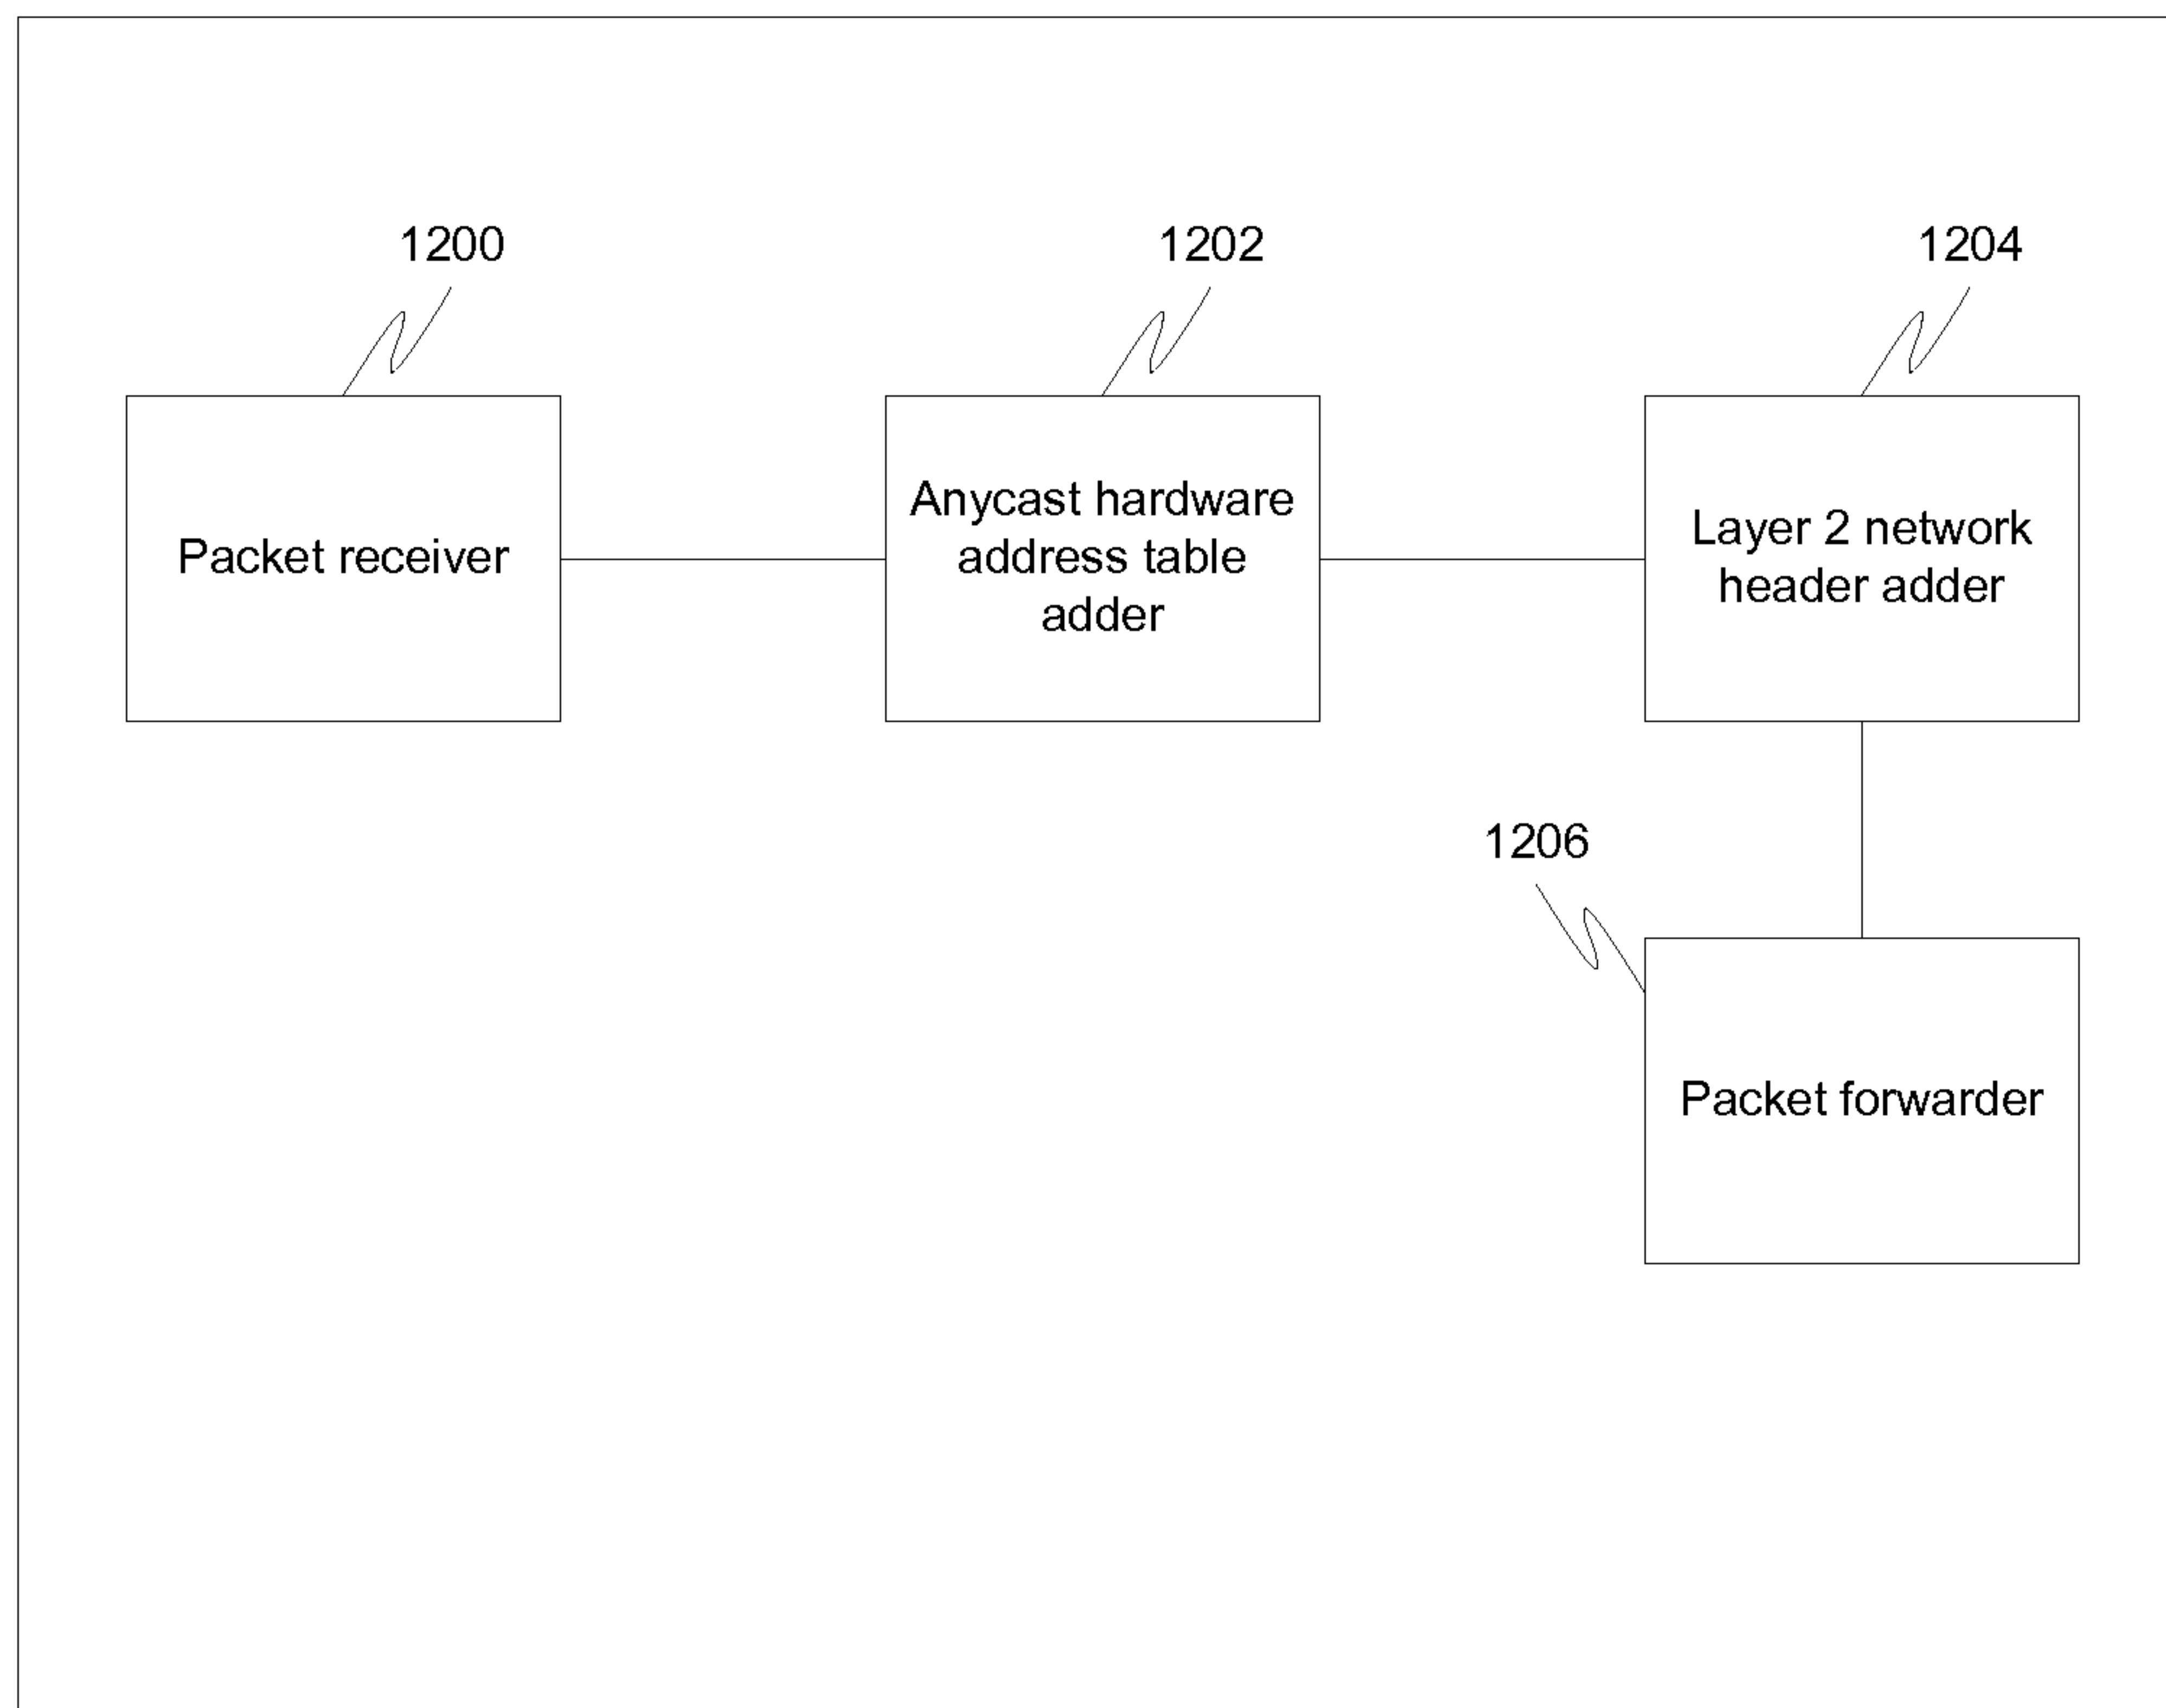 1200
1202
1204
Packet receiver
Anycast hardware
address table
adder
Layer 2 network
header adder
1206
Packet forwarder